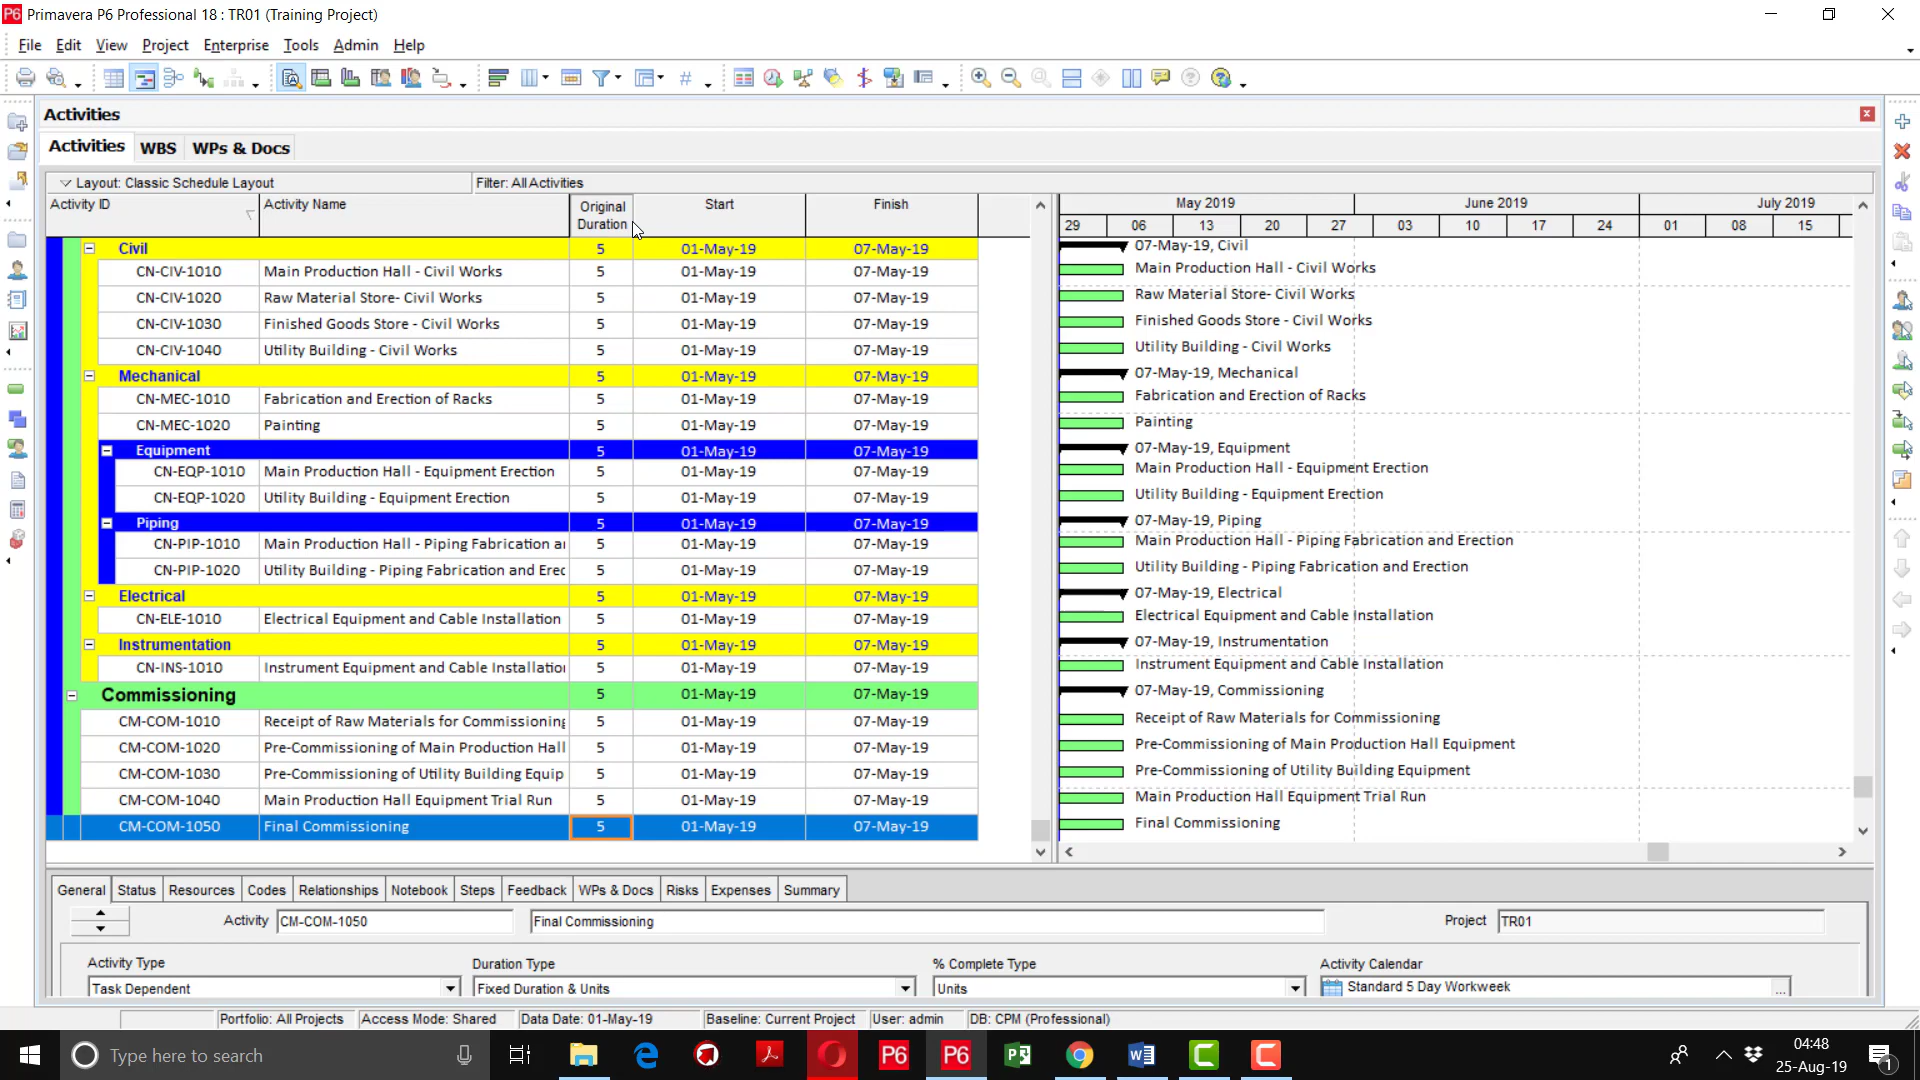 P6 Primavera P6 Professional 18 : TR01 (Training Project)
File Edit View Project Enterprise Tools Admin Help
Activities
Activities WBS WPs & Docs
Layout: Classic Schedule Layout Filter: All Activities
Activity ID Activity Name Original Duration Start Finish
May 2019 June 2019 July 2019
29 06 13 20 27 03 10 17 24 01 08 15
Civil 5 01-May-19 07-May-19 07-May-19, Civil
CN-CIV-1010 Main Production Hall - Civil Works 5 01-May-19 07-May-19 Main Production Hall - Civil Works
CN-CIV-1020 Raw Material Store- Civil Works 5 01-May-19 07-May-19 Raw Material Store- Civil Works
CN-CIV-1030 Finished Goods Store - Civil Works 5 01-May-19 07-May-19 Finished Goods Store - Civil Works
CN-CIV-1040 Utility Building - Civil Works 5 01-May-19 07-May-19 Utility Building - Civil Works
Mechanical 5 01-May-19 07-May-19 07-May-19, Mechanical
CN-MEC-1010 Fabrication and Erection of Racks 5 01-May-19 07-May-19 Fabrication and Erection of Racks
CN-MEC-1020 Painting 5 01-May-19 07-May-19 Painting
Equipment 5 01-May-19 07-May-19 07-May-19, Equipment
CN-EQP-1010 Main Production Hall - Equipment Erection 5 01-May-19 07-May-19 Main Production Hall - Equipment Erection
CN-EQP-1020 Utility Building - Equipment Erection 5 01-May-19 07-May-19 Utility Building - Equipment Erection
Piping 5 01-May-19 07-May-19 07-May-19, Piping
CN-PIP-1010 Main Production Hall - Piping Fabrication ar 5 01-May-19 07-May-19 Main Production Hall - Piping Fabrication and Erection
CN-PIP-1020 Utility Building - Piping Fabrication and Erec 5 01-May-19 07-May-19 Utility Building - Piping Fabrication and Erection
Electrical 5 01-May-19 07-May-19 07-May-19, Electrical
CN-ELE-1010 Electrical Equipment and Cable Installation 5 01-May-19 07-May-19 Electrical Equipment and Cable Installation
Instrumentation 5 01-May-19 07-May-19 07-May-19, Instrumentation
CN-INS-1010 Instrument Equipment and Cable Installation 5 01-May-19 07-May-19 Instrument Equipment and Cable Installation
Commissioning 5 01-May-19 07-May-19 07-May-19, Commissioning
CM-COM-1010 Receipt of Raw Materials for Commissioning 5 01-May-19 07-May-19 Receipt of Raw Materials for Commissioning
CM-COM-1020 Pre-Commissioning of Main Production Hall 5 01-May-19 07-May-19 Pre-Commissioning of Main Production Hall Equipment
CM-COM-1030 Pre-Commissioning of Utility Building Equip 5 01-May-19 07-May-19 Pre-Commissioning of Utility Building Equipment
CM-COM-1040 Main Production Hall Equipment Trial Run 5 01-May-19 07-May-19 Main Production Hall Equipment Trial Run
CM-COM-1050 Final Commissioning 5 01-May-19 07-May-19 Final Commissioning
General Status Resources Codes Relationships Notebook Steps Feedback WPs & Docs Risks Expenses Summary
Activity CM-COM-1050 Final Commissioning Project TR01
Activity Type Duration Type % Complete Type Activity Calendar
Task Dependent Fixed Duration & Units Units Standard 5 Day Workweek ...
Portfolio: All Projects Access Mode: Shared Data Date: 01-May-19 Baseline: Current Project User: admin DB: CPM (Professional)
Type here to search P6 P6 04:48
25-Aug-19 1